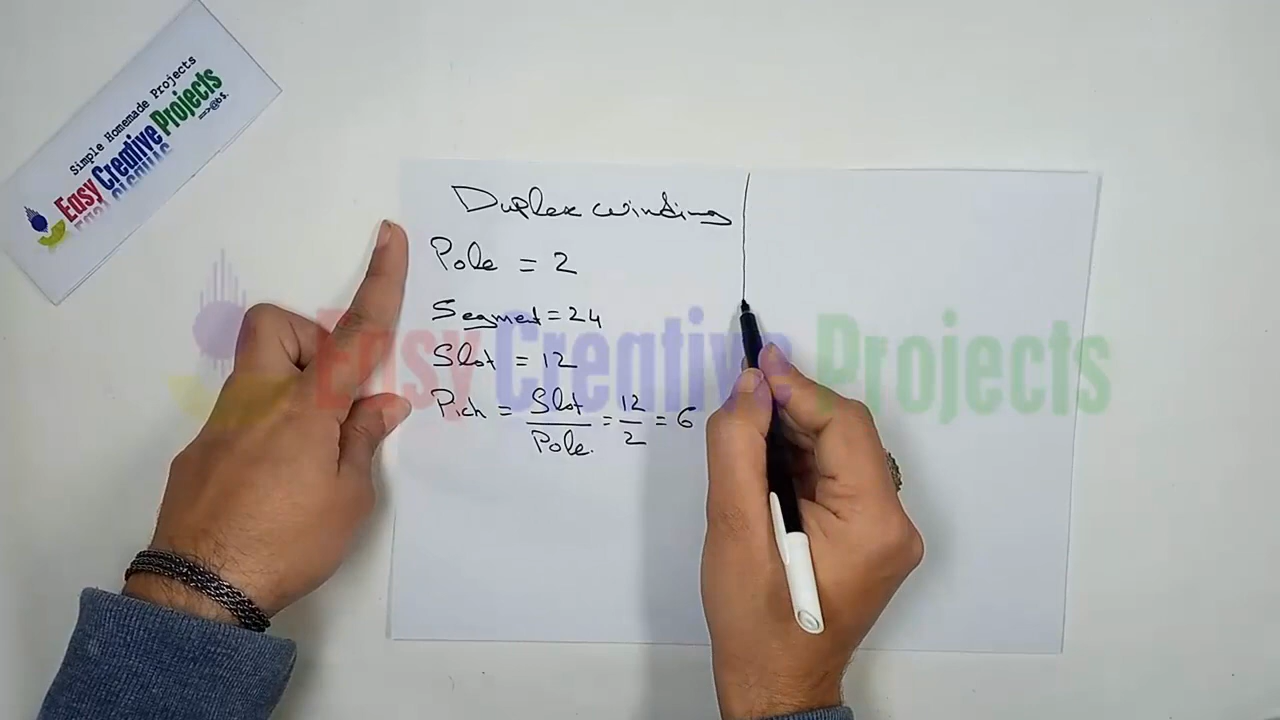 Simple Homemade Projects
Easy Creative Projects
==>@6$.
Duplex winding
Pole = 2
Segment = 24
Slot = 12
Pich = Slot / Pole. = 12 / 2 = 6
Easy Creative Projects